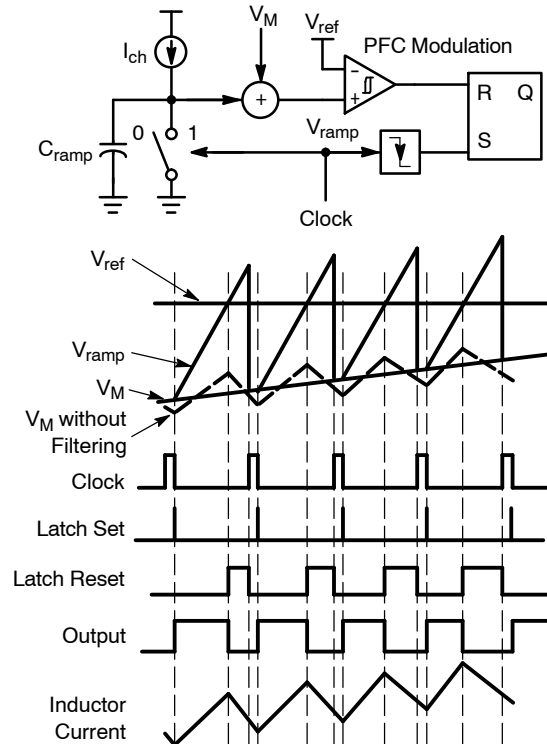 V_M
V_ref
PFC Modulation
I_ch
−
+
+
R Q
0 1
C_ramp
V_ramp
S
Clock
V_ref
V_ramp
V_M
V_M without
Filtering
Clock
Latch Set
Latch Reset
Output
Inductor
Current